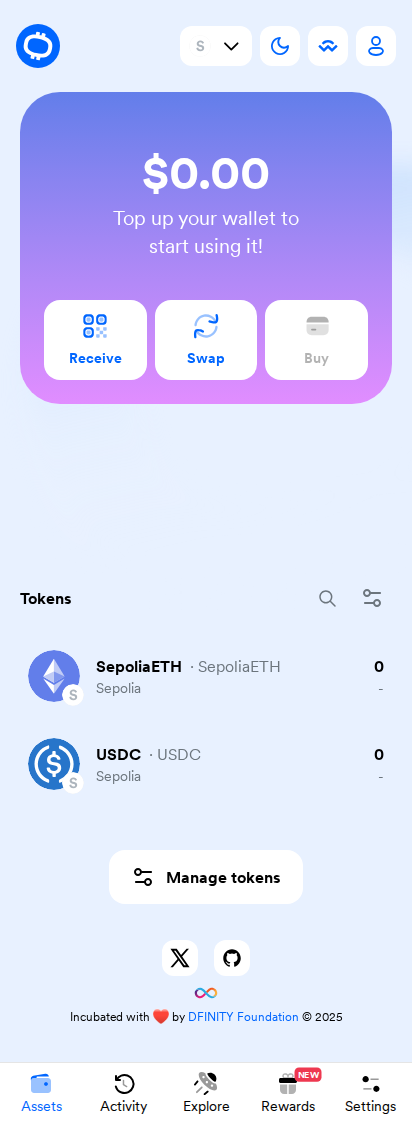 S
$0.00
Top up your wallet to
start using it!
Receive Swap Buy
Tokens
SepoliaETH · SepoliaETH 0
Sepolia -
S
USDC · USDC 0
Sepolia -
S
Manage tokens
Incubated with ❤️ by DFINITY Foundation © 2025
NEW
Assets Activity Explore Rewards Settings